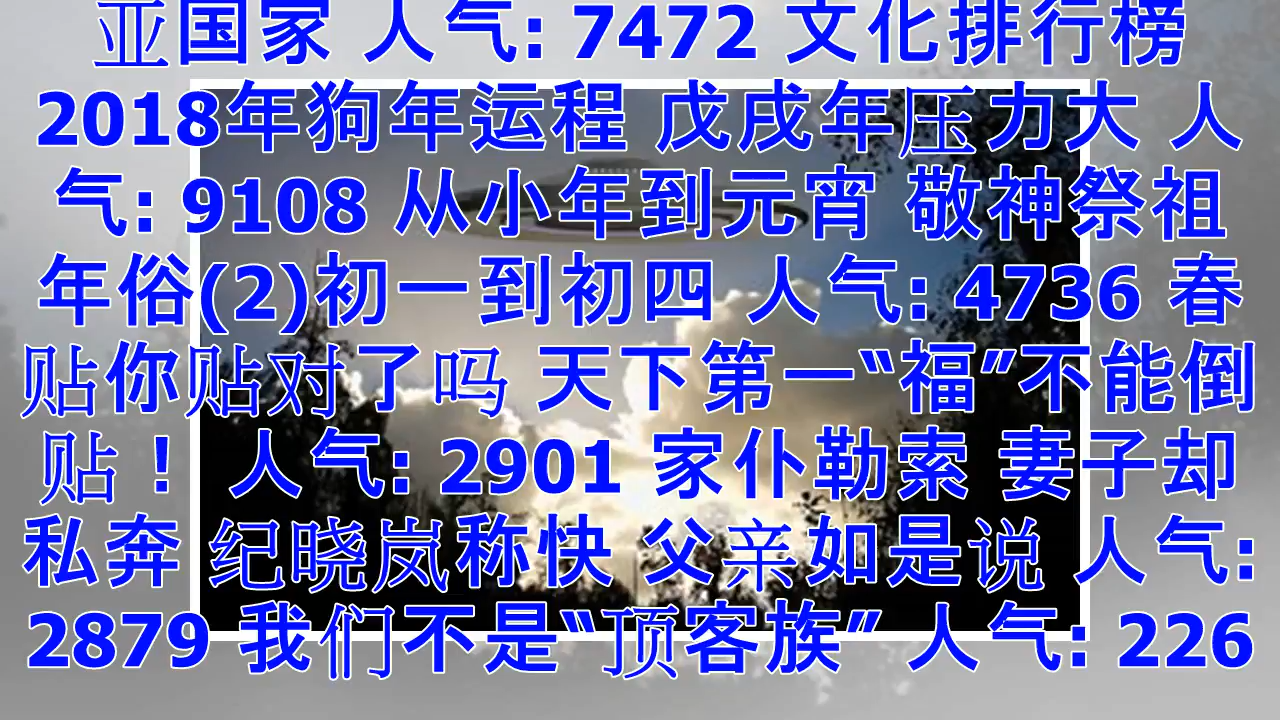 亚国家 人气: 7472 文化排行榜
2018年狗年运程 戊戌年压力大 人
气: 9108 从小年到元宵 敬神祭祖
年俗(2)初一到初四 人气: 4736 春
贴你贴对了吗 天下第一“福”不能倒
贴！ 人气: 2901 家仆勒索 妻子却
私奔 纪晓岚称快 父亲如是说 人气:
2879 我们不是“顶客族” 人气: 226